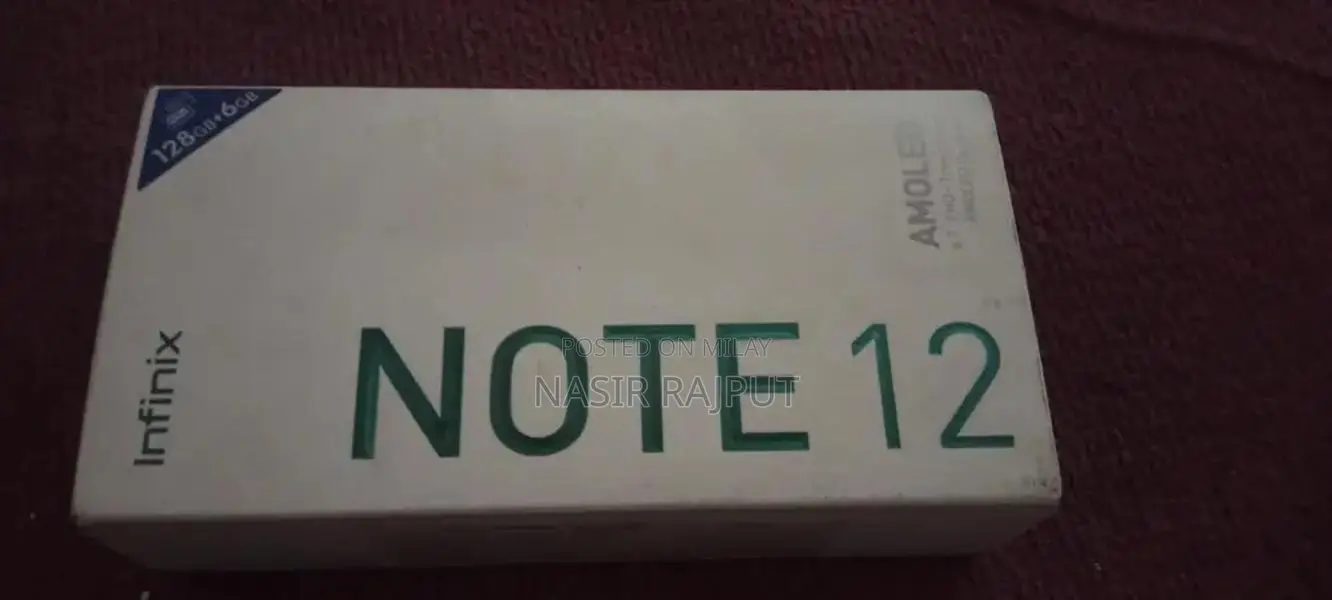 128GB+6GB
AMOLED
Infinix
NOTE 12
POSTED ON MILAY
NASIR RAJPUT